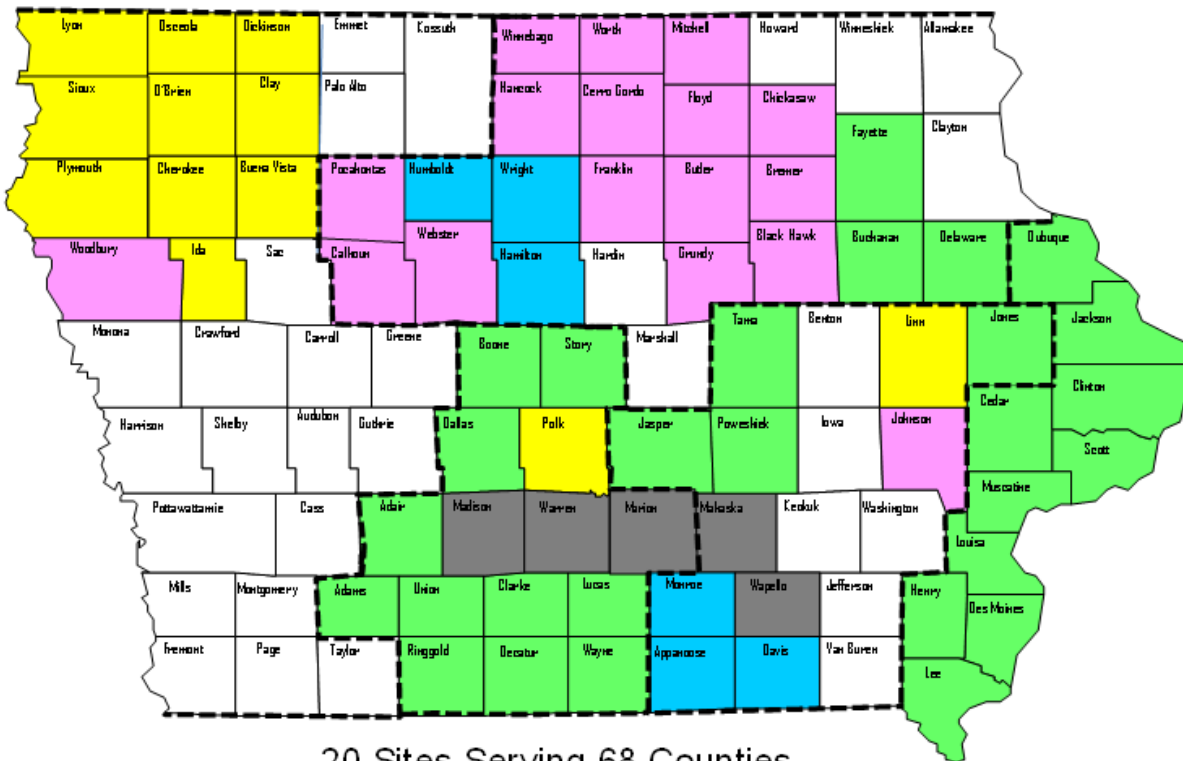 Lyon Osceola Dickinson Emmet Kossuth Winnebago Worth Mitchell Howard Winneshiek Allamakee
Sioux O'Brien Clay Palo Alto Hancock Cerro Gordo Floyd Chickasaw
Fayette Clayton
Plymouth Cherokee Buena Vista Pocahontas Humboldt Wright Franklin Butler Bremer
Woodbury Ida Sac Calhoun Webster Hamilton Hardin Grundy Black Hawk Buchanan Delaware Dubuque
Monona Crawford Carroll Greene Boone Story Marshall Tama Benton Linn Jones Jackson
Clinton
Harrison Shelby Audubon Guthrie Dallas Polk Jasper Poweshiek Iowa Johnson Cedar
Scott
Muscatine
Pottawattamie Cass Adair Madison Warren Marion Mahaska Keokuk Washington
Louisa
Mills Montgomery Adams Union Clarke Lucas Monroe Wapello Jefferson Henry Des Moines
Fremont Page Taylor Ringgold Decatur Wayne Appanoose Davis Van Buren Lee
20 Sites Serving 68 Counties